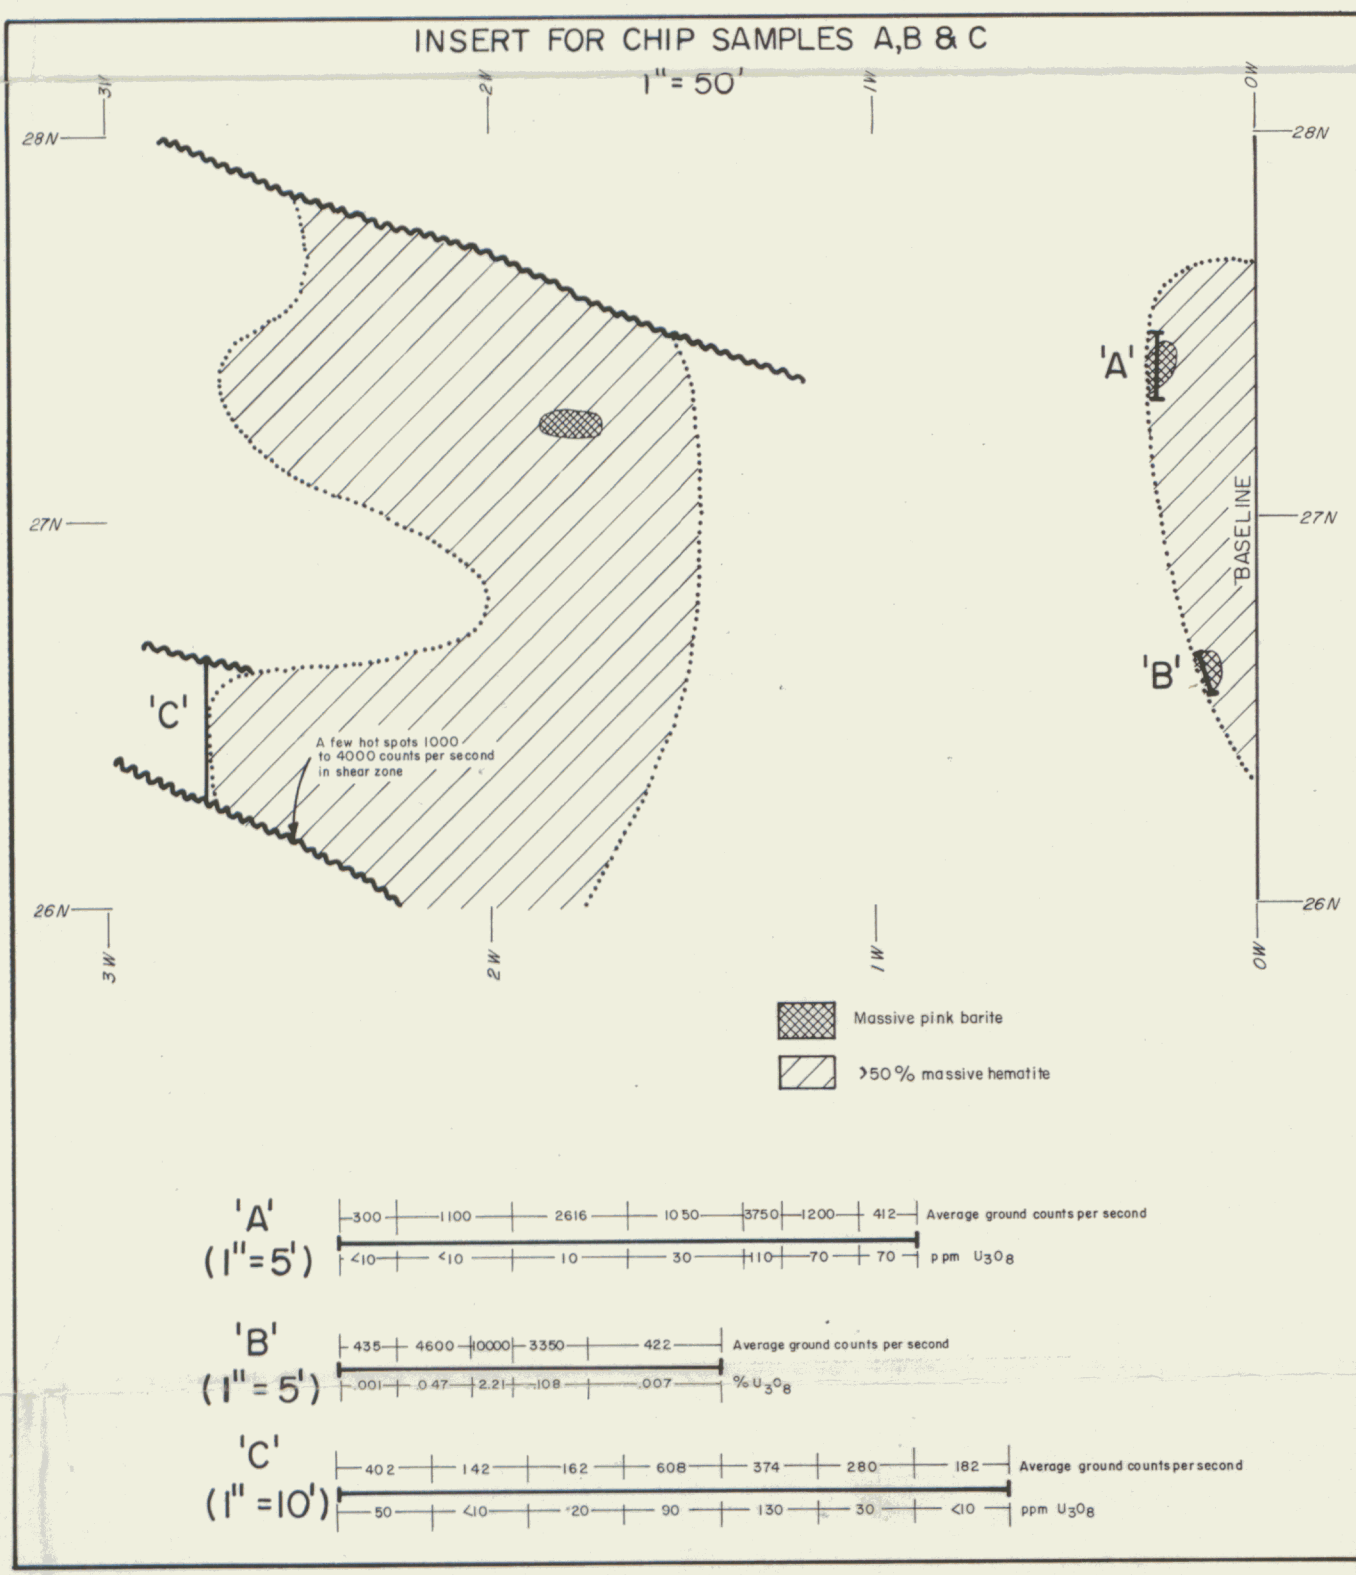 INSERT FOR CHIP SAMPLES A,B & C
1"= 50'
3W 2W 1W 0W
28N 28N
'A'
27N 27N
BASELINE
'B'
'C'
A few hot spots 1000
to 4000 counts per second
in shear zone
26N 26N
3W 2W 1W 0W
Massive pink barite
>50% massive hematite
'A'
300 1100 2616 1050 3750 1200 412 Average ground counts per second
(1"=5')
<10 <10 10 30 110 70 70 ppm U3O8
'B'
435 4600 10000 3350 422 Average ground counts per second
(1"=5')
.001 .047 2.21 .108 .007 % U3O8
'C'
402 142 162 608 374 280 182 Average ground counts per second
(1"=10')
50 <10 20 90 130 30 <10 ppm U3O8